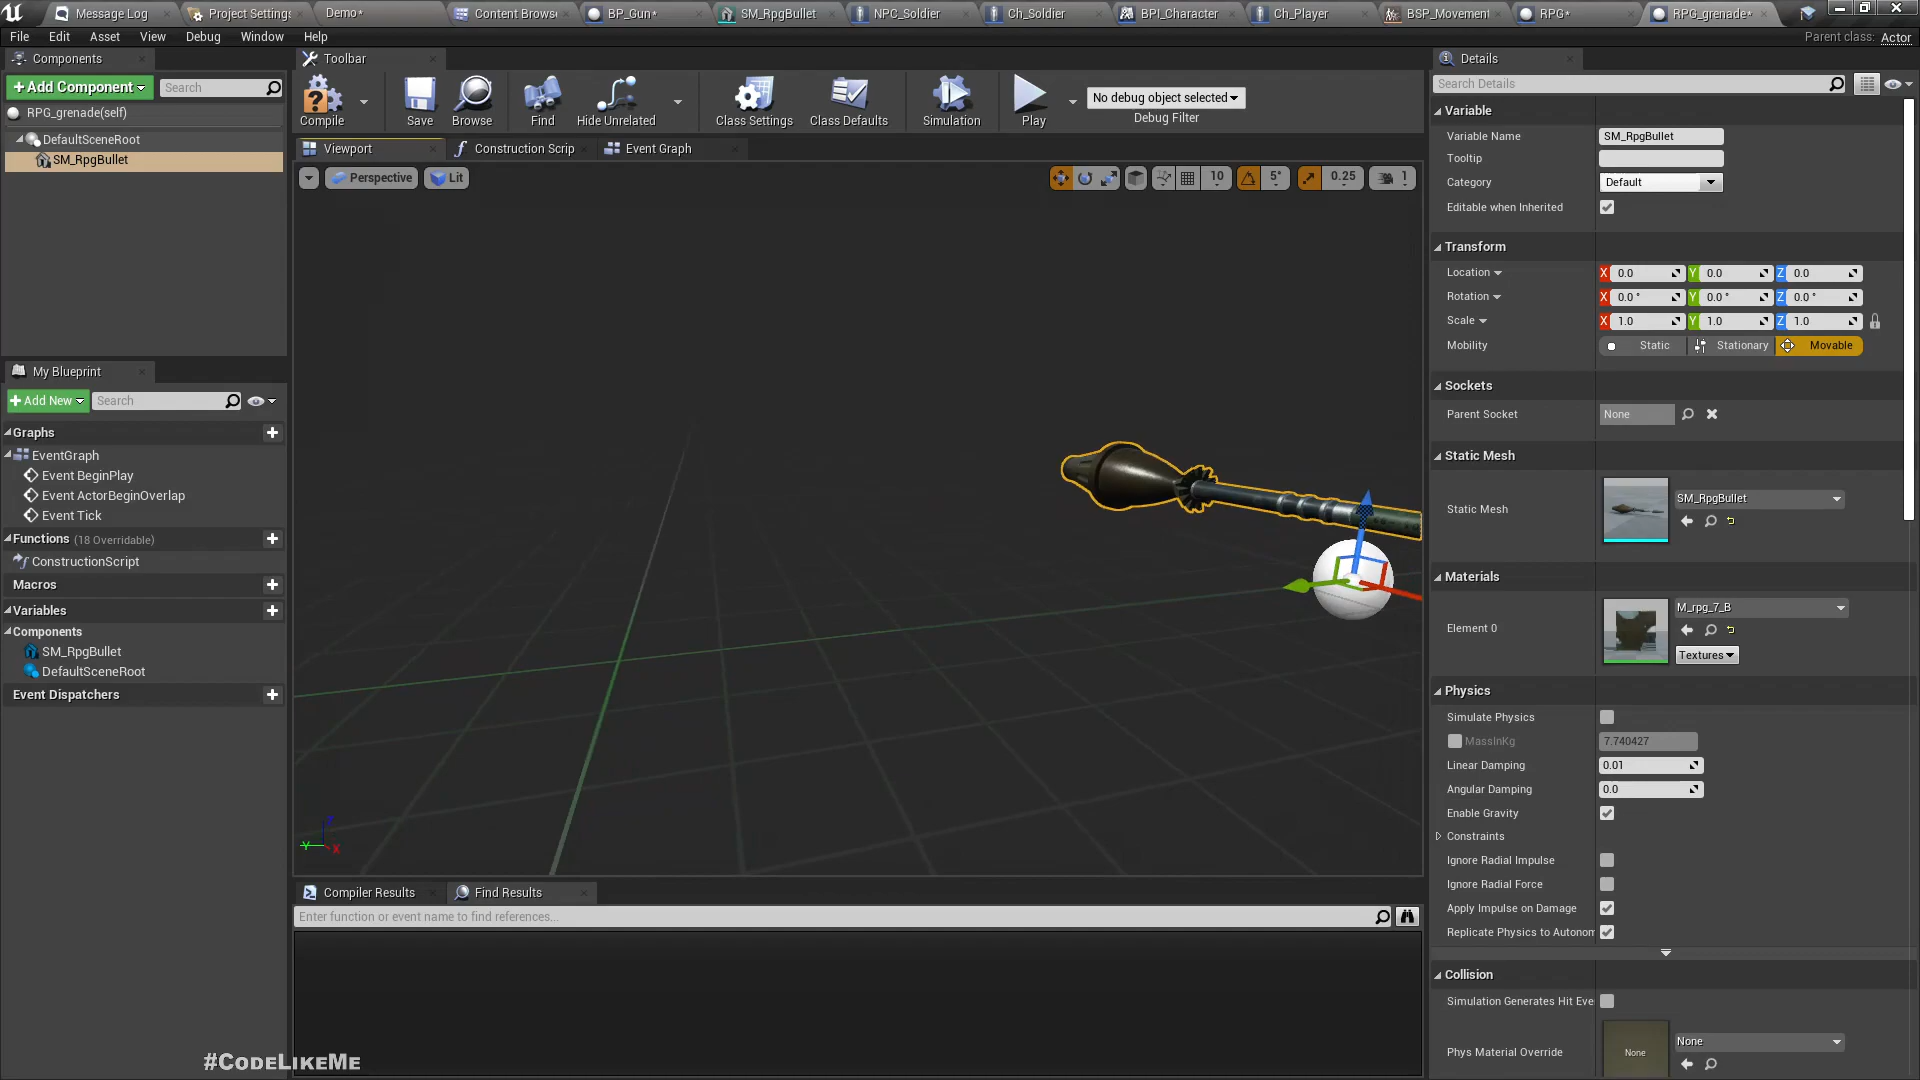 Message Log
Project Settings
Demo*
Content Browse
BP_Gun*
SM_RpgBullet
NPC_Soldier
Ch_Soldier
BPI_Character
Ch_Player
BSP_Movement
RPG*
RPG_grenade*
File Edit Asset View Debug Window Help
Parent class: Actor
Components
Toolbar
Details
Add Component
Search
Search Details
RPG_grenade(self)
DefaultSceneRoot
SM_RpgBullet
Compile
Save
Browse
Find
Hide Unrelated
Class Settings
Class Defaults
Simulation
Play
No debug object selected
Debug Filter
Viewport
Construction Scrip
Event Graph
Perspective
Lit
10
5°
0.25
1
My Blueprint
Add New
Search
Graphs
EventGraph
Event BeginPlay
Event ActorBeginOverlap
Event Tick
Functions (18 Overridable)
ConstructionScript
Macros
Variables
Components
SM_RpgBullet
DefaultSceneRoot
Event Dispatchers
Y
X
Compiler Results
Find Results
Enter function or event name to find references...
#CodeLikeMe
Variable
Variable Name SM_RpgBullet
Tooltip
Category Default
Editable when Inherited
Transform
Location X 0.0 Y 0.0 Z 0.0
Rotation X 0.0 ° Y 0.0 ° Z 0.0 °
Scale X 1.0 Y 1.0 Z 1.0
Mobility Static Stationary Movable
Sockets
Parent Socket None
Static Mesh
Static Mesh SM_RpgBullet
Materials
Element 0 M_rpg_7_B
Textures
Physics
Simulate Physics
MassInKg 7.740427
Linear Damping 0.01
Angular Damping 0.0
Enable Gravity
Constraints
Ignore Radial Impulse
Ignore Radial Force
Apply Impulse on Damage
Replicate Physics to Autonom
Collision
Simulation Generates Hit Eve
Phys Material Override None None